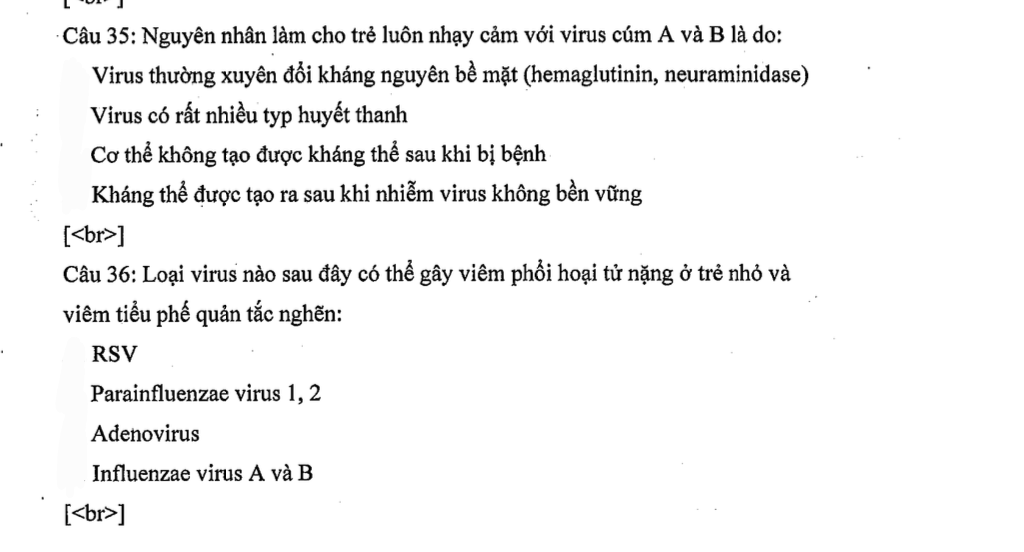 Câu 35: Nguyên nhân làm cho trẻ luôn nhạy cảm với virus cúm A và B là do:
Virus thường xuyên đổi kháng nguyên bề mặt (hemaglutinin, neuraminidase)
Virus có rất nhiều typ huyết thanh
Cơ thể không tạo được kháng thể sau khi bị bệnh
Kháng thể được tạo ra sau khi nhiễm virus không bền vững
[<br>]
Câu 36: Loại virus nào sau đây có thể gây viêm phổi hoại tử nặng ở trẻ nhỏ và
viêm tiểu phế quản tắc nghẽn:
RSV
Parainfluenzae virus 1, 2
Adenovirus
Influenzae virus A và B
[<br>]